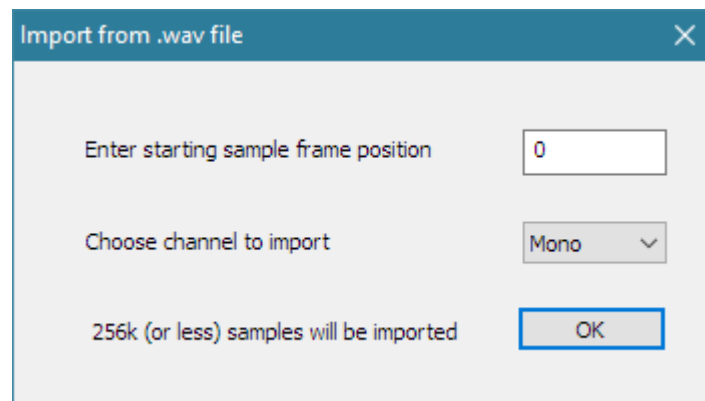 Import from .wav file
Enter starting sample frame position 0
Choose channel to import Mono
256k (or less) samples will be imported OK